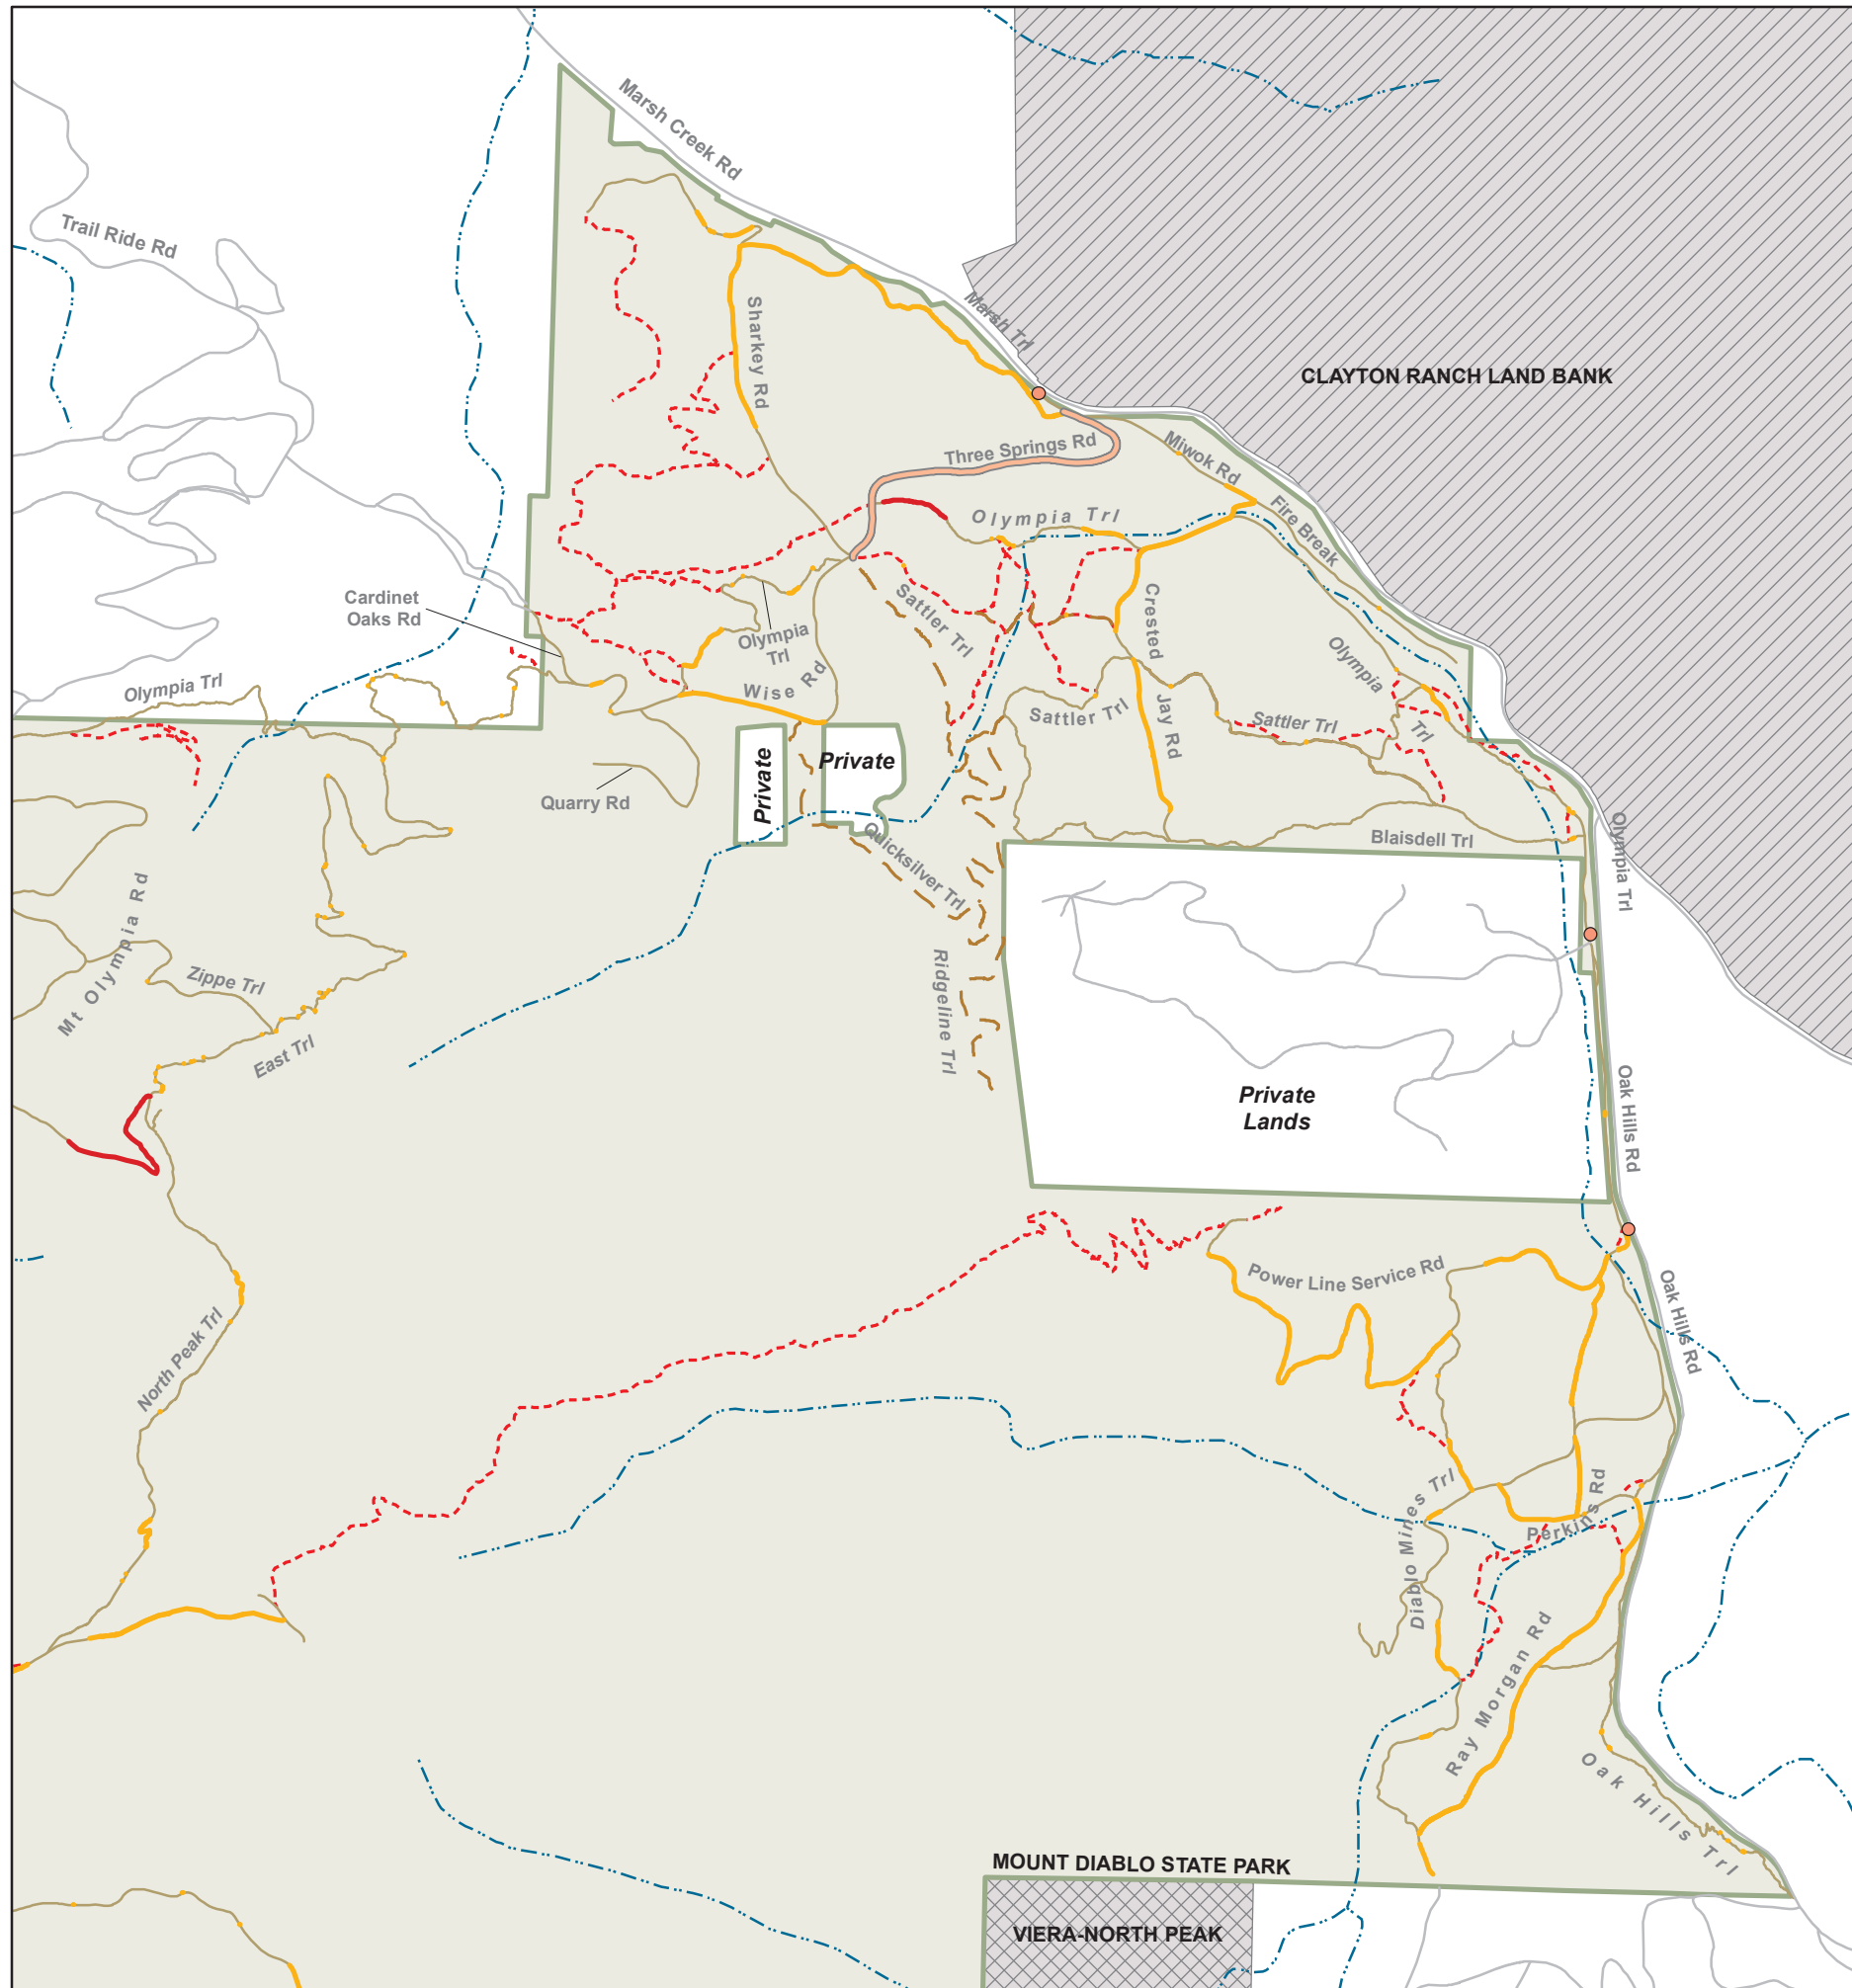 Marsh Creek Rd
Trail Ride Rd
Marsh Trl
Sharkey Rd
CLAYTON RANCH LAND BANK
Three Springs Rd
Miwok Rd
Olympia Trl
Fire Break
Cardinet
Oaks Rd
Sattler Trl
Crested
Jay Rd
Olympia
Trl
Olympia
Trl
Wise Rd
Olympia Trl
Sattler Trl
Sattler Trl
Private
Private
Quarry Rd
Quicksilver Trl
Blaisdell Trl
Olympia Trl
Mt Olympia Rd
Zippe Trl
Ridgeline Trl
East Trl
Private
Lands
Oak Hills Rd
Power Line Service Rd
Oak Hills Rd
North Peak Trl
Diablo Mines Trl
Perkins Rd
Ray Morgan Rd
Oak Hills Trl
MOUNT DIABLO STATE PARK
VIERA-NORTH PEAK